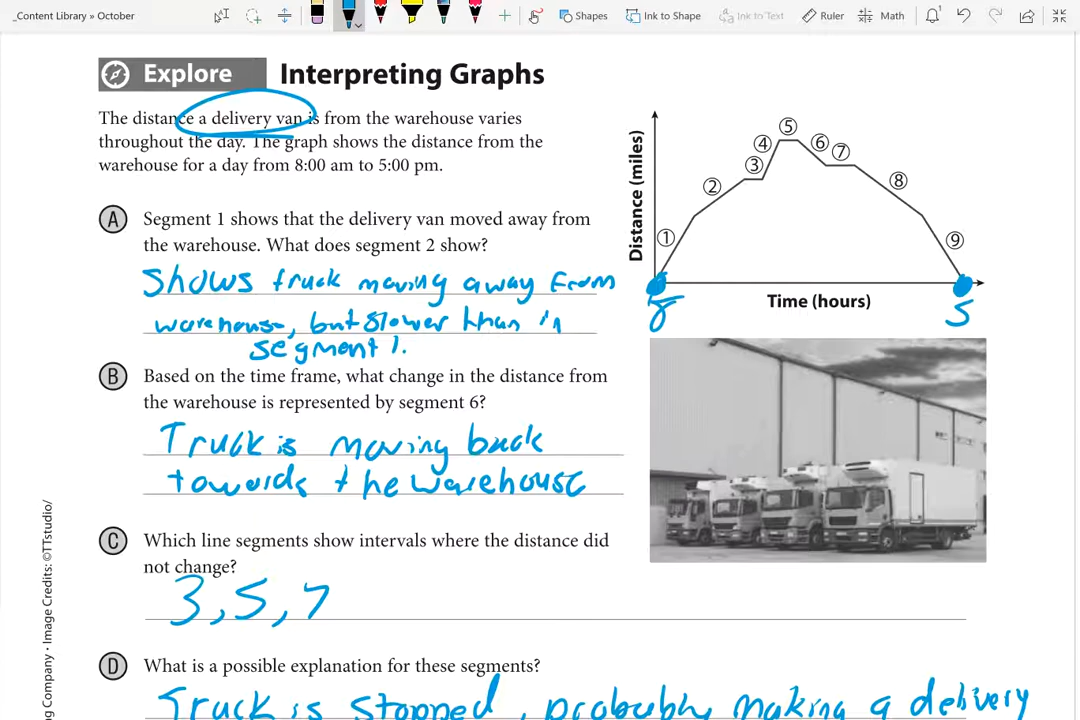 _Content Library » October
Shapes
Ink to Shape
Ink to Text
Ruler
Math
Explore Interpreting Graphs
The distance a delivery van is from the warehouse varies
throughout the day. The graph shows the distance from the
warehouse for a day from 8:00 am to 5:00 pm.
A Segment 1 shows that the delivery van moved away from
the warehouse. What does segment 2 show?
Shows truck moving away from
warehouse, but slower than in
segment 1.
B Based on the time frame, what change in the distance from
the warehouse is represented by segment 6?
Truck is moving back
towards the warehouse
C Which line segments show intervals where the distance did
not change?
3, 5, 7
D What is a possible explanation for these segments?
Truck is stopped, probably making a delivery
Distance (miles)
1
2
3
4
5
6
7
8
9
8
5
Time (hours)
ng Company • Image Credits: ©TTstudio/